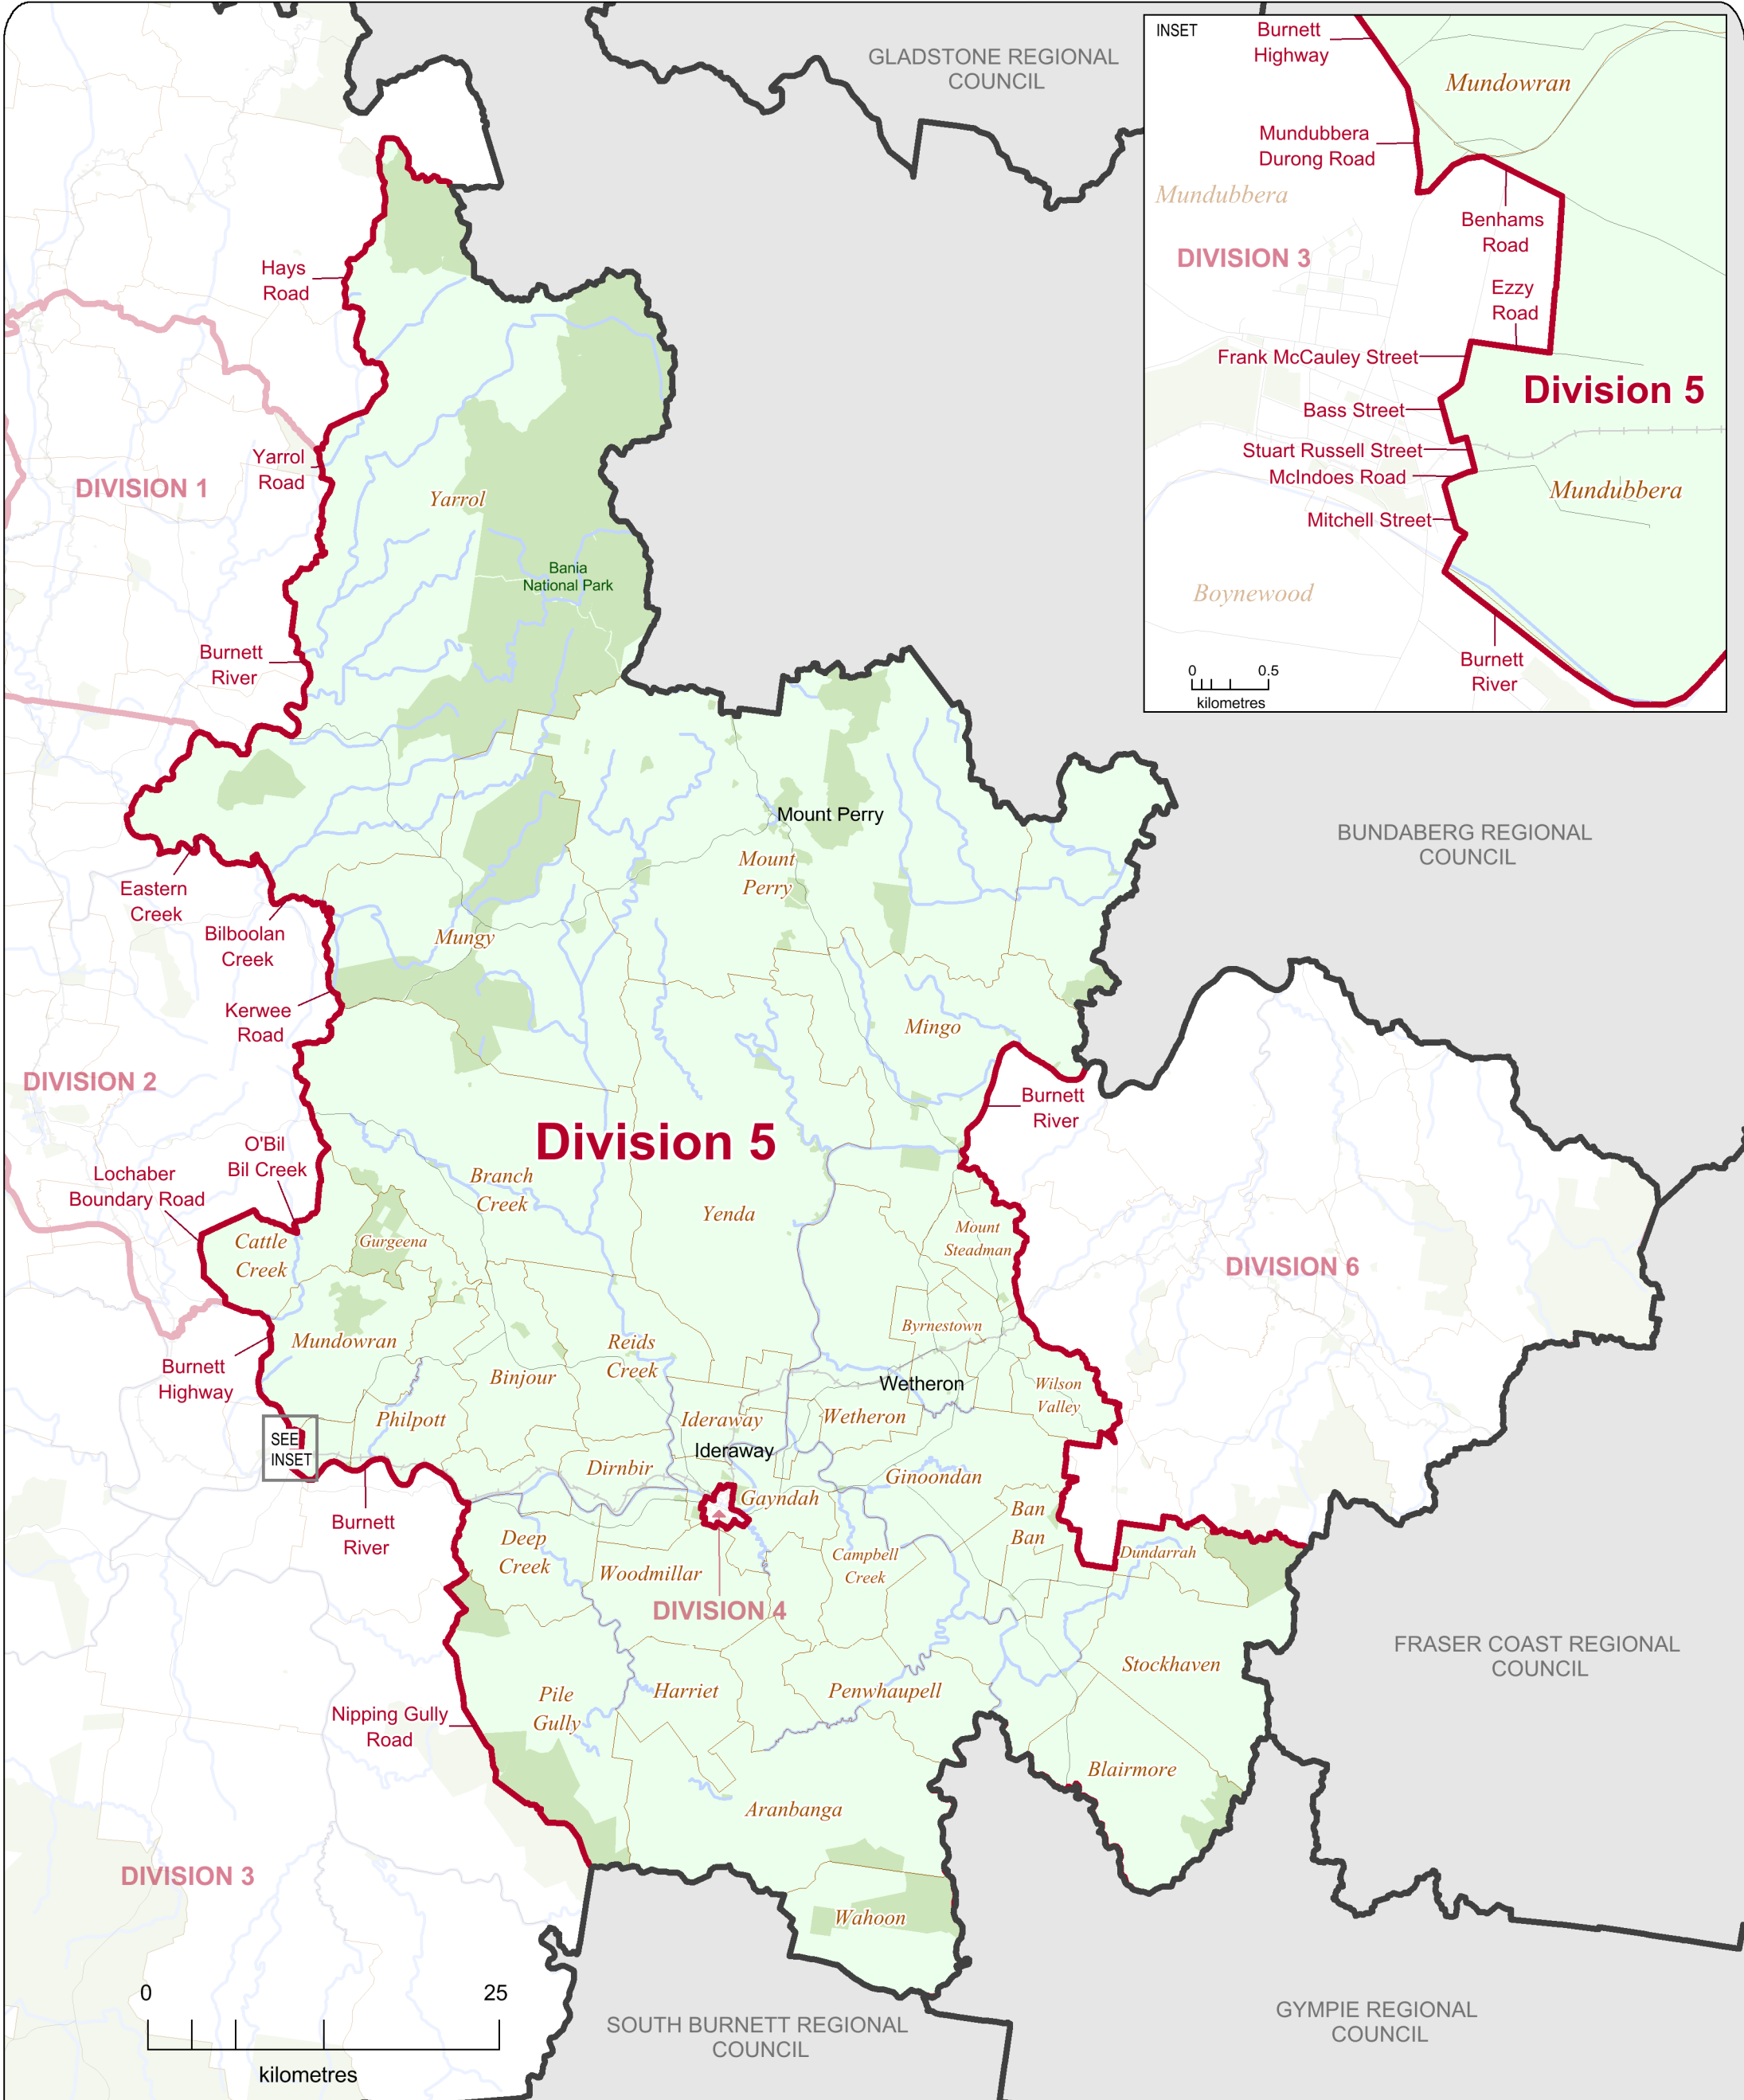 GLADSTONE REGIONAL
COUNCIL
INSET
Burnett
Highway
Mundowran
Mundubbera
Durong Road
Mundubbera
Benhams
Road
DIVISION 3
Ezzy
Road
Frank McCauley Street
Division 5
Bass Street
Stuart Russell Street
McIndoes Road
Mundubbera
Mitchell Street
Boynewood
Burnett
River
0
0.5
kilometres
Hays
Road
Yarrol
Road
DIVISION 1
Yarrol
Bania
National Park
Burnett
River
Mount Perry
BUNDABERG REGIONAL
COUNCIL
Mount
Perry
Eastern
Creek
Bilboolan
Creek
Mungy
Kerwee
Road
Mingo
DIVISION 2
Burnett
River
Division 5
O'Bil
Bil Creek
Lochaber
Boundary Road
Branch
Creek
Yenda
Cattle
Creek
Gurgeena
Mount
Steadman
DIVISION 6
Mundowran
Byrnestown
Reids
Creek
Burnett
Highway
Binjour
Wetheron
Wilson
Valley
Philpott
Ideraway
Wetheron
SEE
INSET
Ideraway
Dirnbir
Ginoondan
Gayndah
Ban
Ban
Burnett
River
Deep
Creek
Campbell
Creek
Dundarrah
Woodmillar
DIVISION 4
FRASER COAST REGIONAL
COUNCIL
Stockhaven
Pile
Gully
Harriet
Penwhaupell
Nipping Gully
Road
Blairmore
Aranbanga
DIVISION 3
Wahoon
0
25
kilometres
SOUTH BURNETT REGIONAL
COUNCIL
GYMPIE REGIONAL
COUNCIL